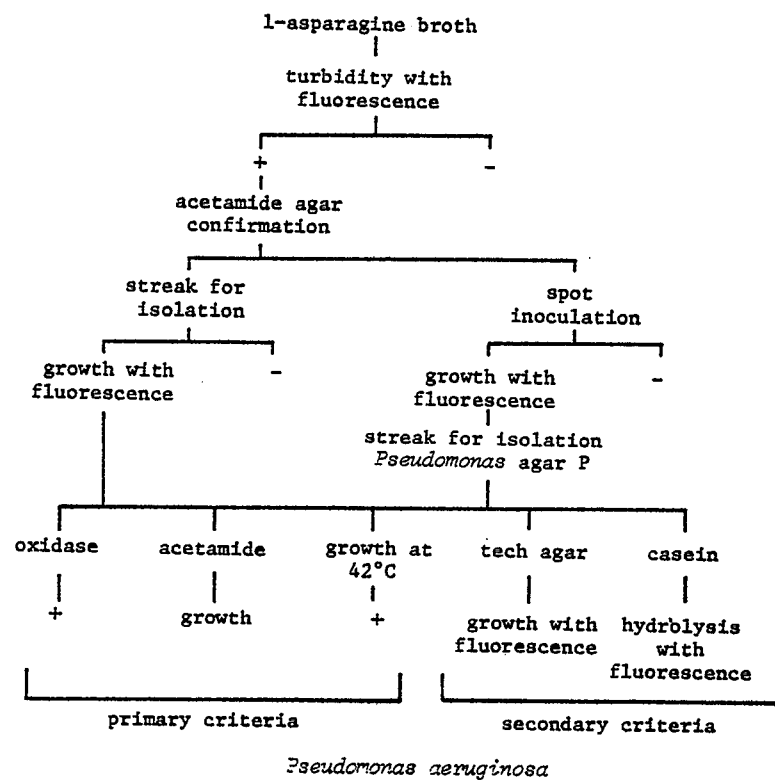 l-asparagine broth
turbidity with
fluorescence
+ -
acetamide agar
confirmation
streak for
isolation
spot
inoculation
growth with
fluorescence
-
growth with
fluorescence
-
streak for isolation
Pseudomonas agar P
oxidase
acetamide
growth at
42°C
tech agar
casein
+
growth
+
growth with
fluorescence
hydrblysis
with
fluorescence
primary criteria
secondary criteria
Pseudomonas aeruginosa